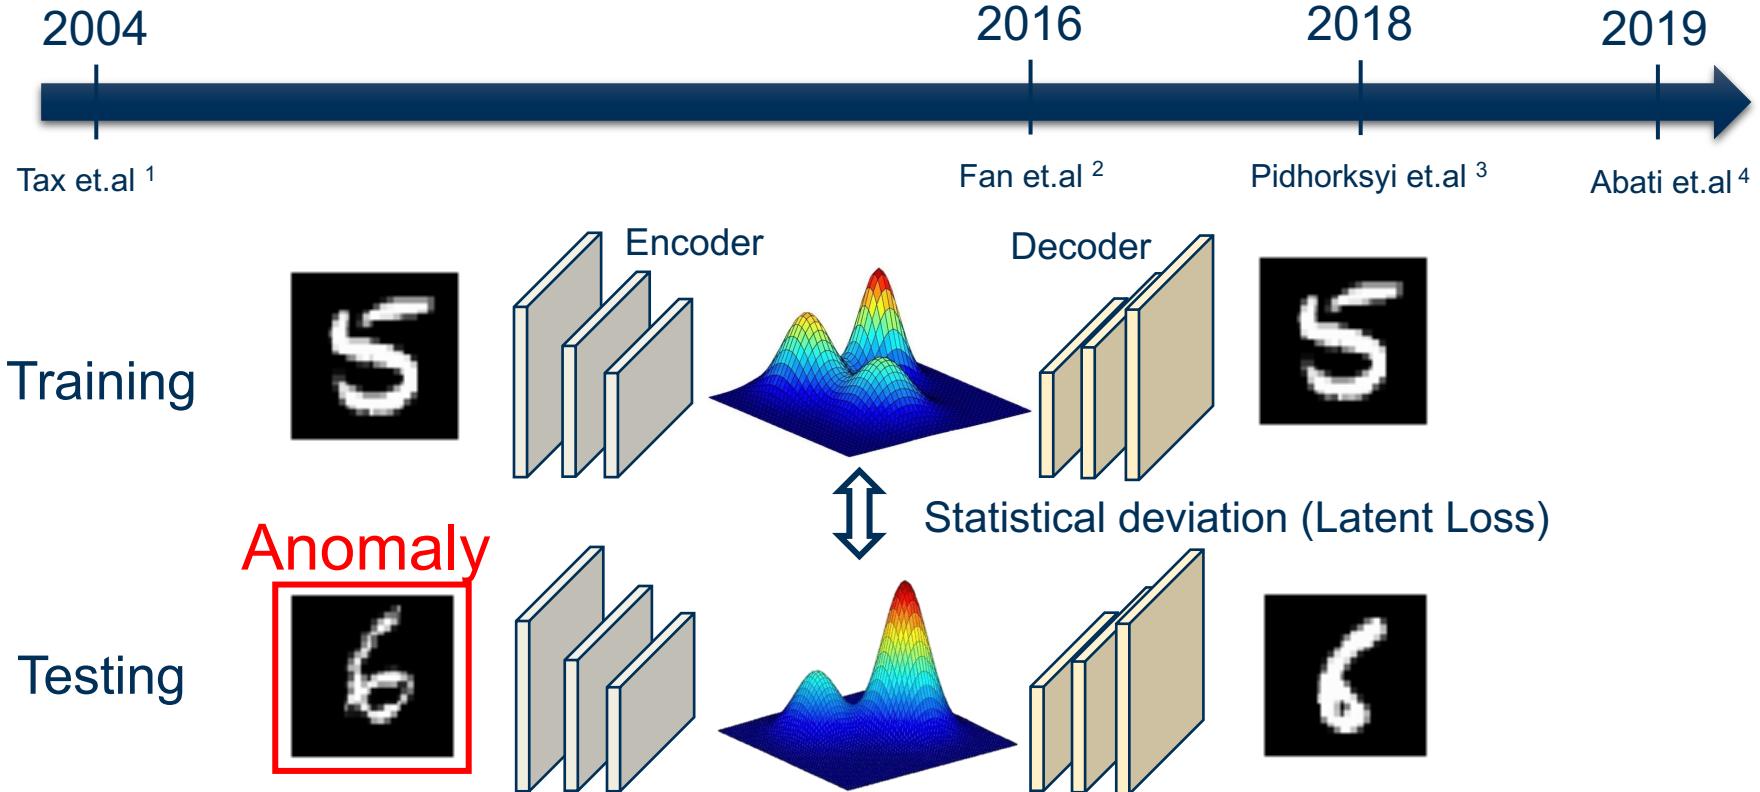 2004
2016
2018
2019
Tax et.al 1
Fan et.al 2
Pidhorksyi et.al 3
Abati et.al 4
Encoder
Decoder
Training
Statistical deviation (Latent Loss)
Anomaly
Testing